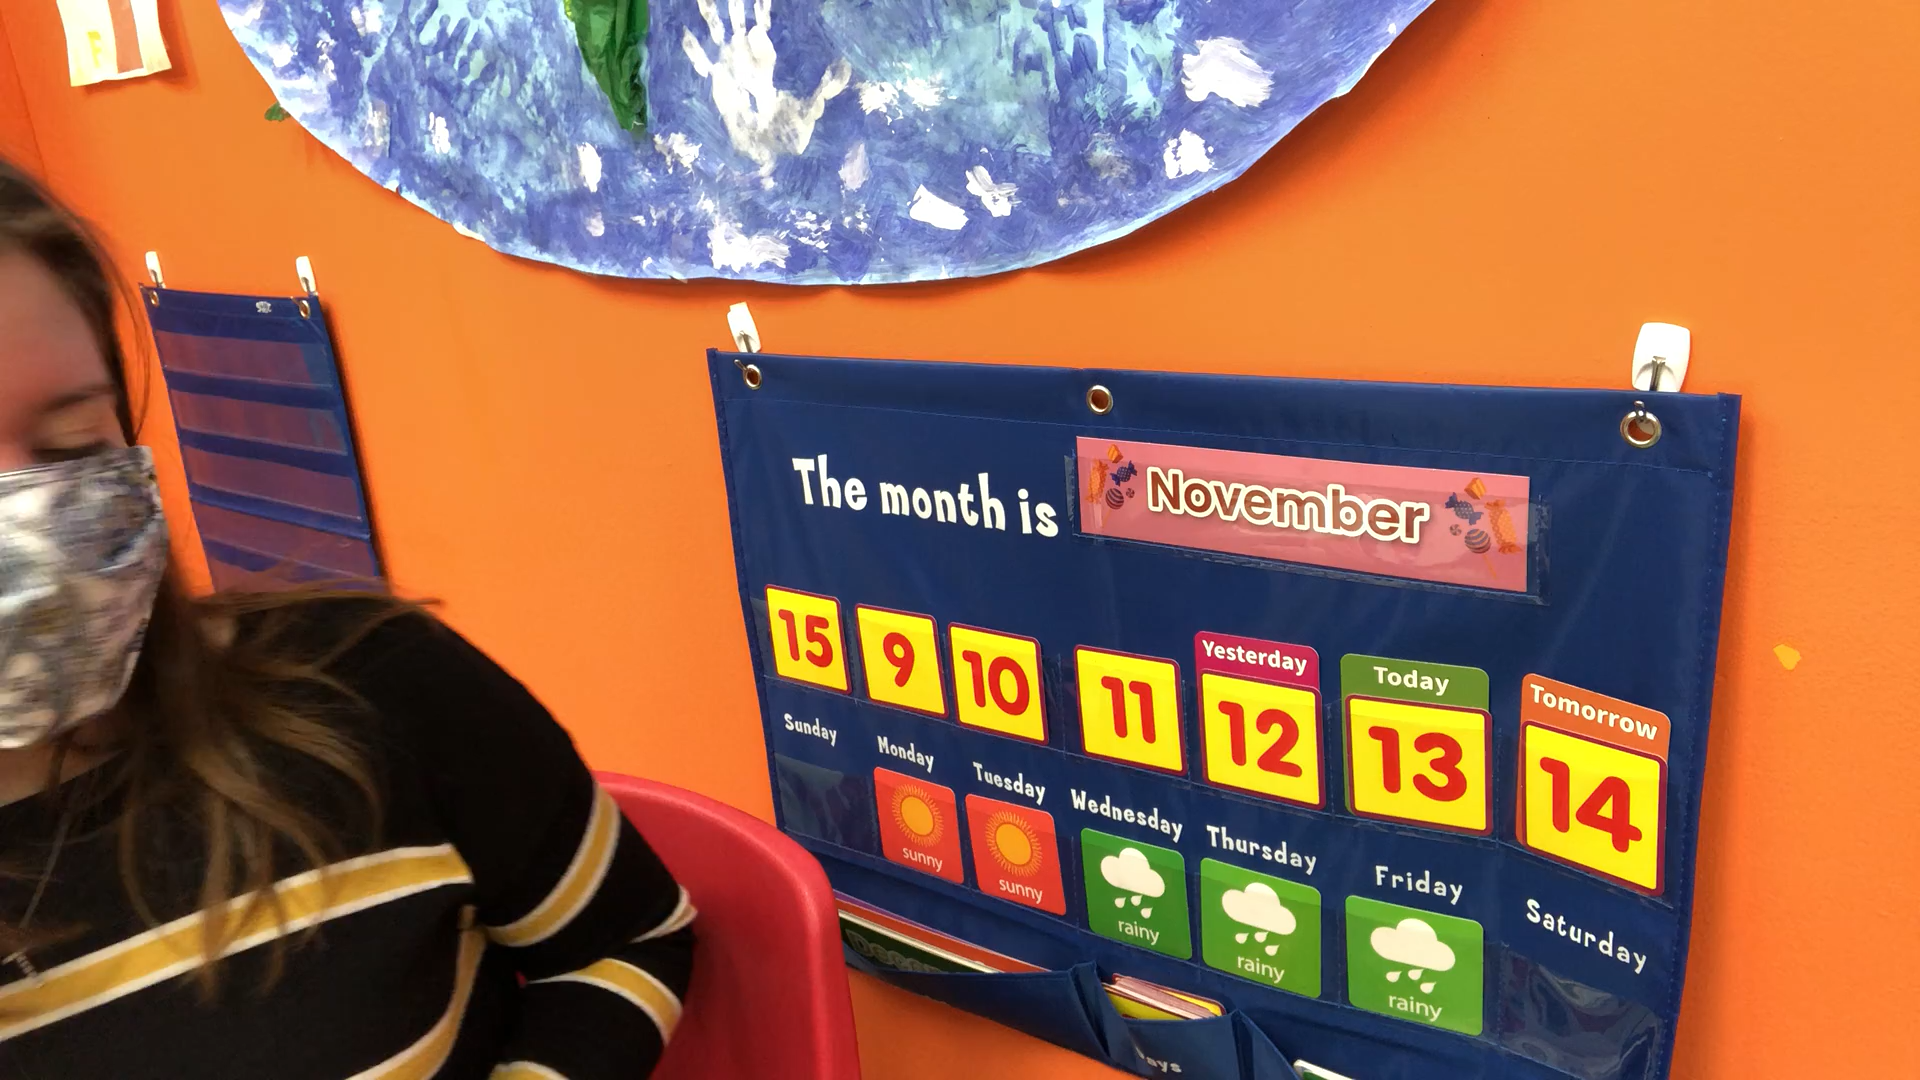 The month is November
Yesterday Today Tomorrow
15 9 10 11 12 13 14
Sunday Monday Tuesday Wednesday Thursday Friday Saturday
sunny sunny rainy rainy rainy